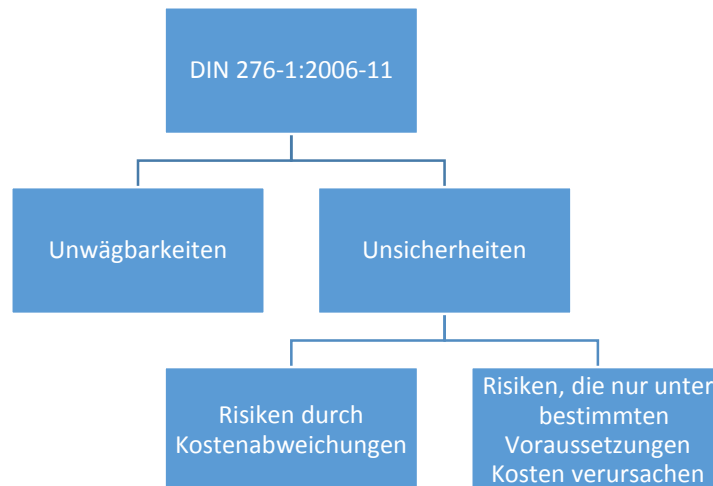 DIN 276-1:2006-11
Unwägbarkeiten
Unsicherheiten
Risiken durch
Kostenabweichungen
Risiken, die nur unter
bestimmten
Voraussetzungen
Kosten verursachen